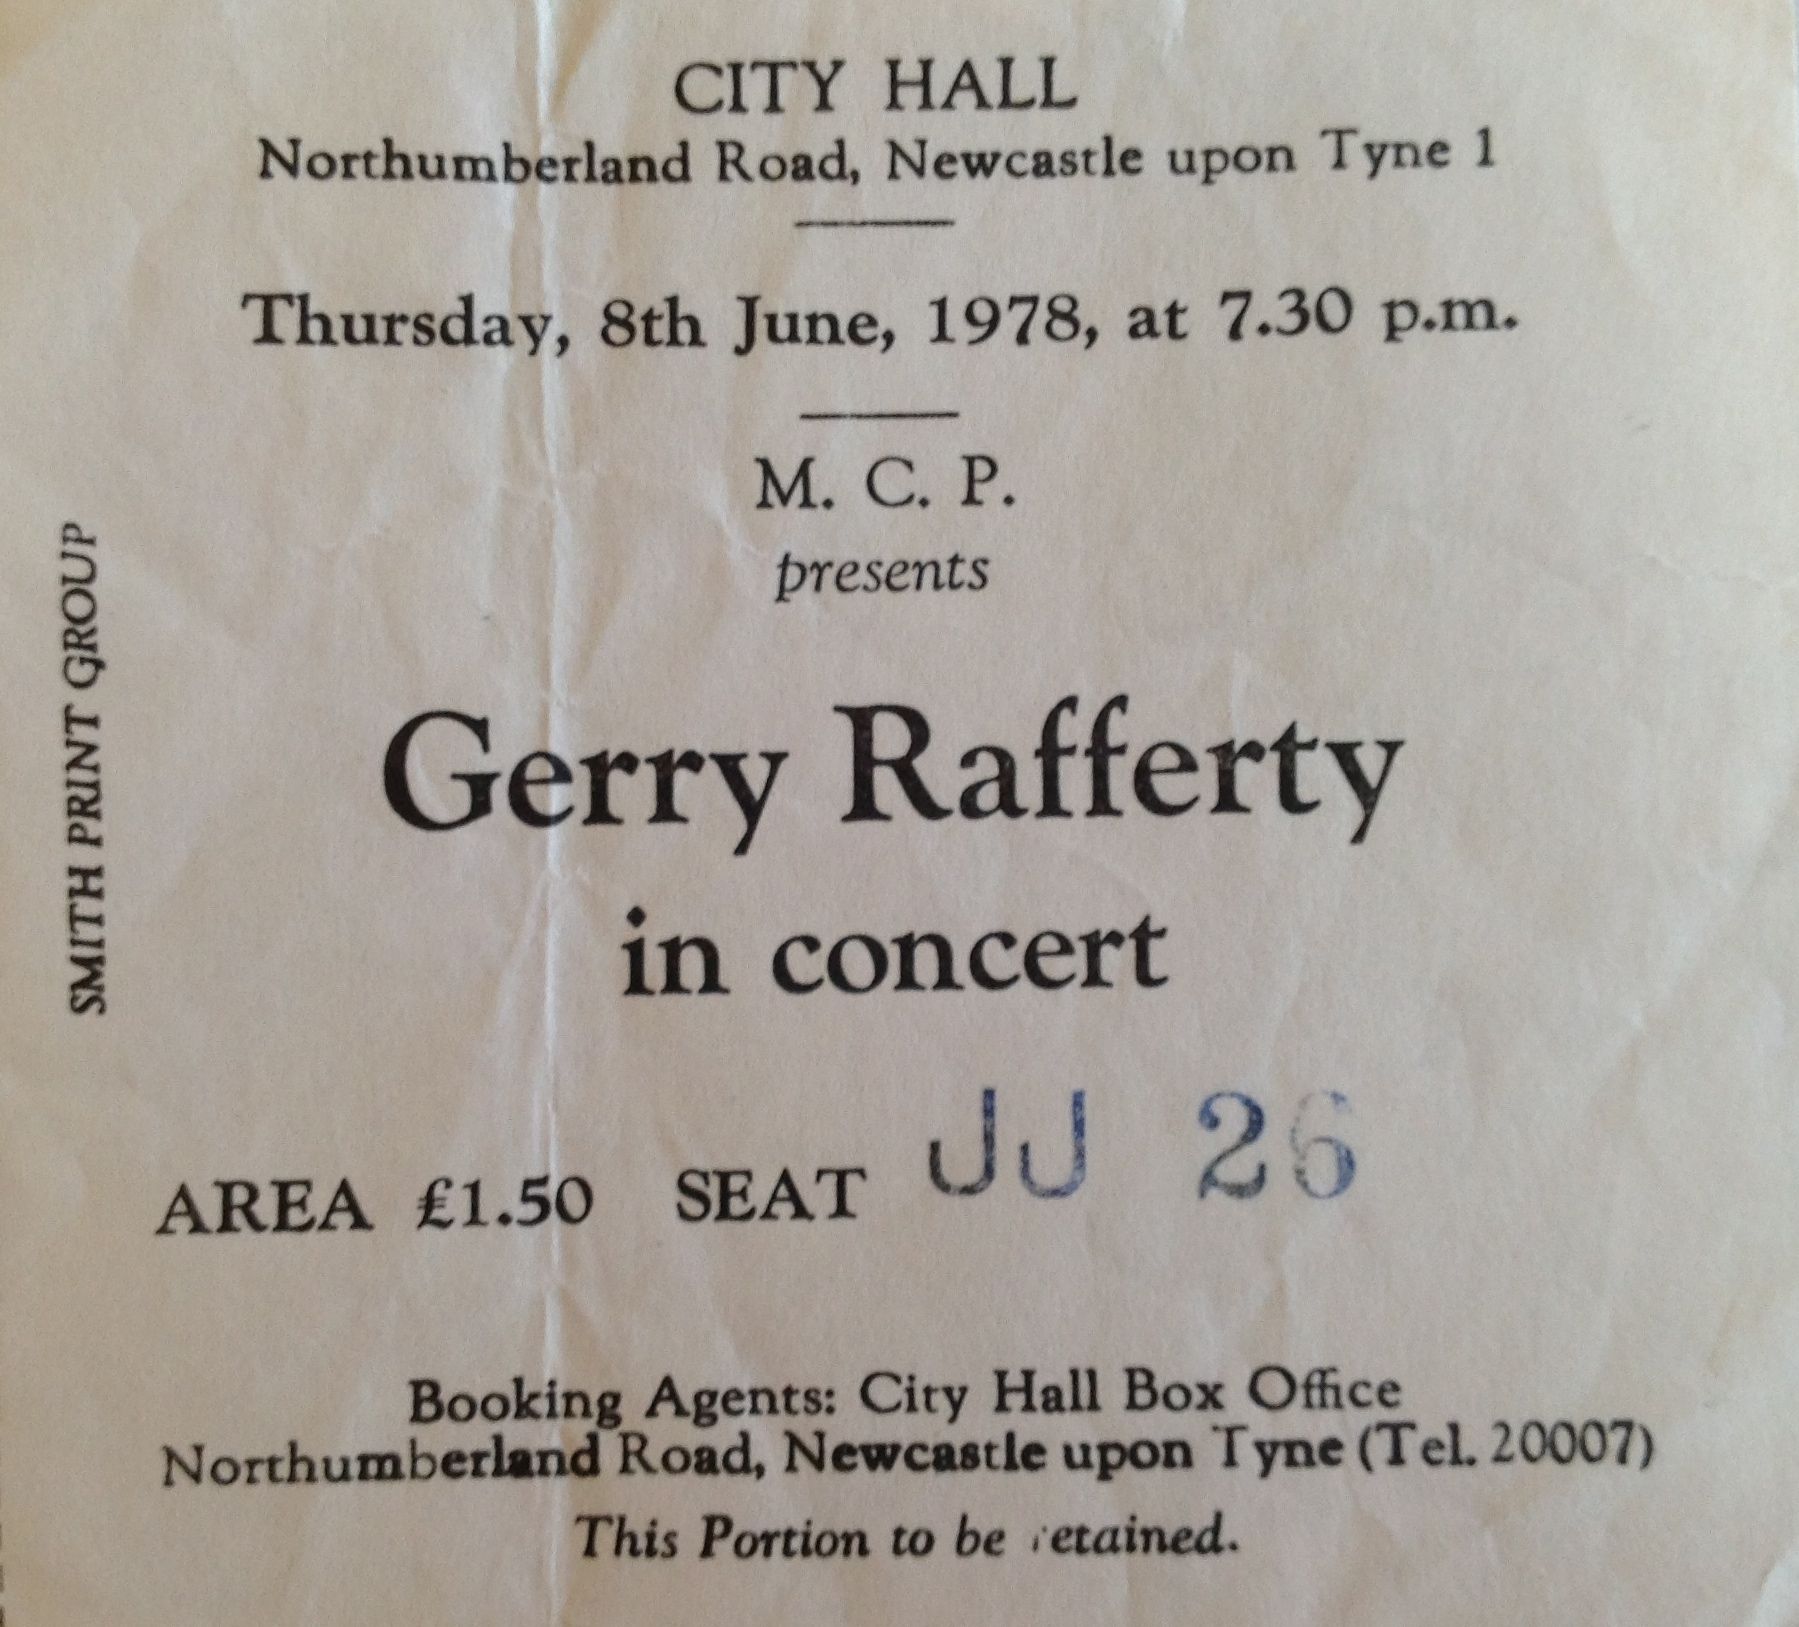 CITY HALL
Northumberland Road, Newcastle upon Tyne 1
Thursday, 8th June, 1978, at 7.30 p.m.
M. C. P.
presents
Gerry Rafferty
in concert
AREA £1.50 SEAT JJ 26
Booking Agents: City Hall Box Office
Northumberland Road, Newcastle upon Tyne (Tel. 20007)
This Portion to be retained.
SMITH PRINT GROUP